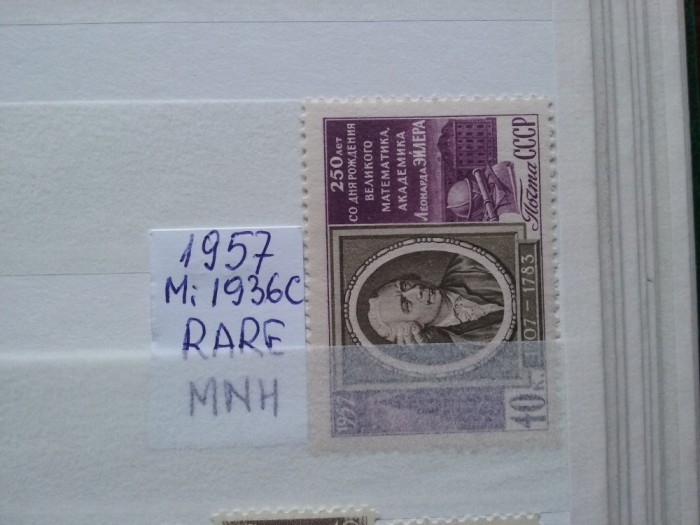 1957
Mi 1936C
RARE
MNH
250 ЛЕТ
СО ДНЯ РОЖДЕНИЯ
ВЕЛИКОГО
МАТЕМАТИКА,
АКАДЕМИКА
ЛЕОНАРДА ЭЙЛЕРА
Почта СССР
1707-1783
1957
40 к.